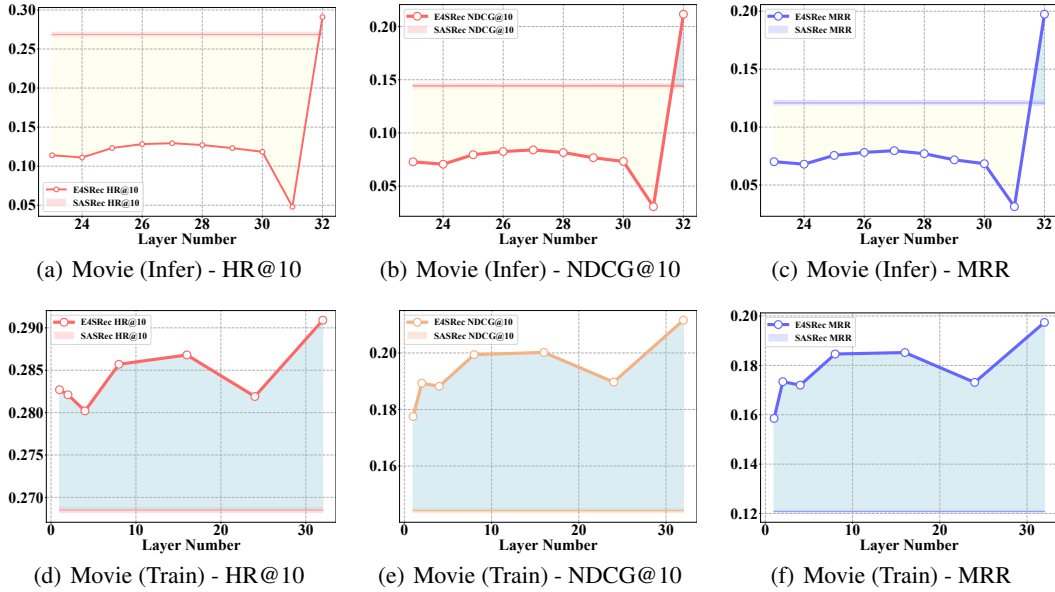 0.30
0.25
0.20
0.15
0.10
0.05
E4SRec HR@10
SASRec HR@10
24 26 28 30 32
Layer Number
(a) Movie (Infer) - HR@10
E4SRec NDCG@10
SASRec NDCG@10
0.20
0.15
0.10
0.05
24 26 28 30 32
Layer Number
(b) Movie (Infer) - NDCG@10
E4SRec MRR
SASRec MRR
0.20
0.15
0.10
0.05
24 26 28 30 32
Layer Number
(c) Movie (Infer) - MRR
E4SRec HR@10
SASRec HR@10
0.290
0.285
0.280
0.275
0.270
0 10 20 30
Layer Number
(d) Movie (Train) - HR@10
E4SRec NDCG@10
SASRec NDCG@10
0.20
0.18
0.16
0 10 20 30
Layer Number
(e) Movie (Train) - NDCG@10
E4SRec MRR
SASRec MRR
0.20
0.18
0.16
0.14
0.12
0 10 20 30
Layer Number
(f) Movie (Train) - MRR